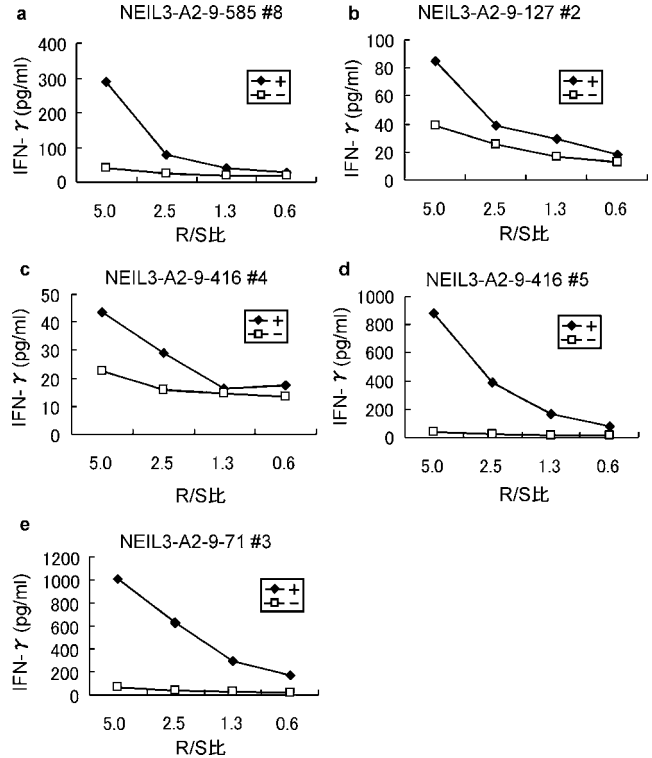 a NEIL3-A2-9-585 #8
IFN-γ (pg/ml)
400
300
200
100
0
+
−
5.0 2.5 1.3 0.6
R/S比
b NEIL3-A2-9-127 #2
IFN-γ (pg/ml)
100
80
60
40
20
0
+
−
5.0 2.5 1.3 0.6
R/S比
c NEIL3-A2-9-416 #4
IFN-γ (pg/ml)
50
40
30
20
10
0
+
−
5.0 2.5 1.3 0.6
R/S比
d NEIL3-A2-9-416 #5
IFN-γ (pg/ml)
1000
800
600
400
200
0
+
−
5.0 2.5 1.3 0.6
R/S比
e NEIL3-A2-9-71 #3
IFN-γ (pg/ml)
1200
1000
800
600
400
200
0
+
−
5.0 2.5 1.3 0.6
R/S比